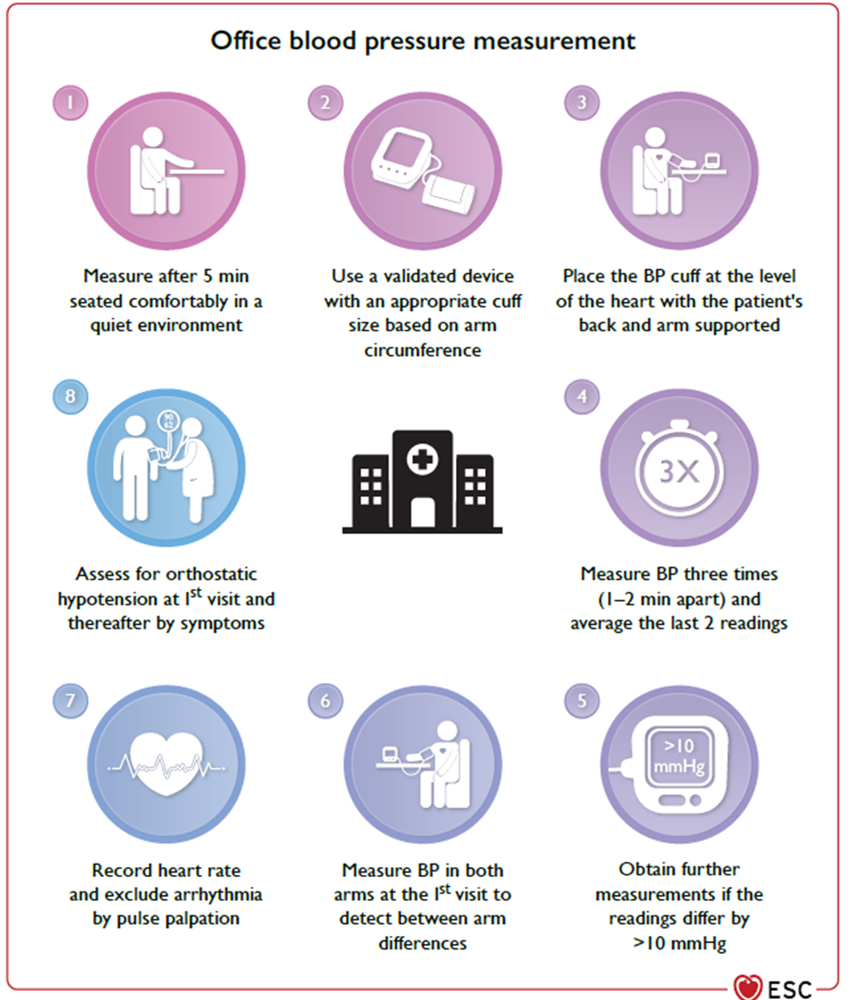 Office blood pressure measurement
1
Measure after 5 min
seated comfortably in a
quiet environment
2
Use a validated device
with an appropriate cuff
size based on arm
circumference
3
Place the BP cuff at the level
of the heart with the patient's
back and arm supported
4
3X
Measure BP three times
(1–2 min apart) and
average the last 2 readings
5
>10
mmHg
Obtain further
measurements if the
readings differ by
>10 mmHg
6
Measure BP in both
arms at the 1st visit to
detect between arm
differences
7
Record heart rate
and exclude arrhythmia
by pulse palpation
8
90
62
Assess for orthostatic
hypotension at 1st visit and
thereafter by symptoms
ESC